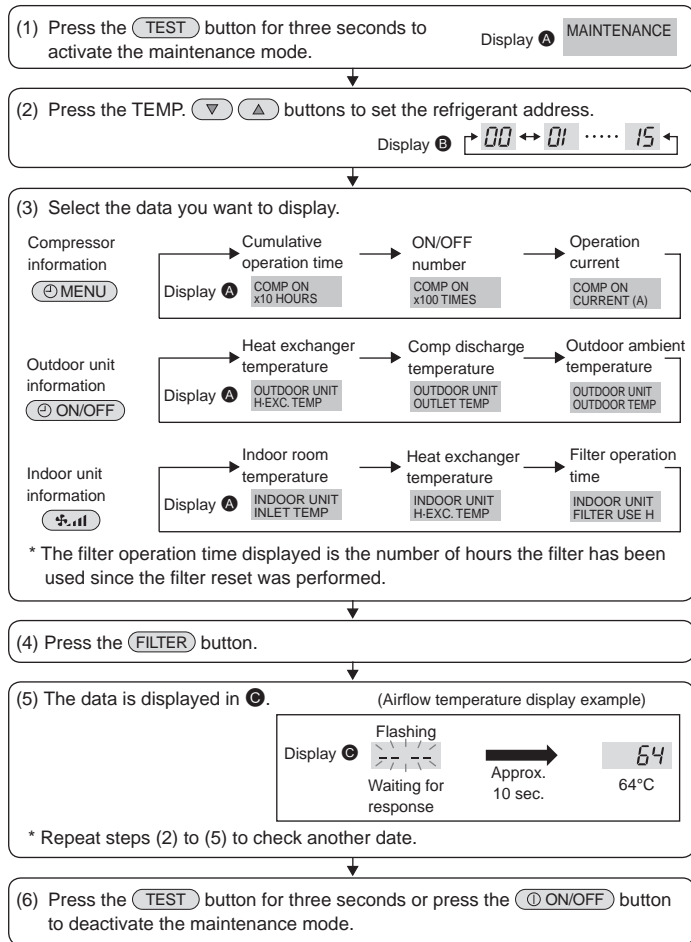 (1) Press the TEST button for three seconds to
activate the maintenance mode.
Display A MAINTENANCE
(2) Press the TEMP. ▼ ▲ buttons to set the refrigerant address.
Display B 00 ↔ 01 ····· 15
(3) Select the data you want to display.
Compressor
information
MENU
Cumulative
operation time
ON/OFF
number
Operation
current
Display A
COMP ON
x10 HOURS
COMP ON
x100 TIMES
COMP ON
CURRENT (A)
Outdoor unit
information
ON/OFF
Heat exchanger
temperature
Comp discharge
temperature
Outdoor ambient
temperature
Display A
OUTDOOR UNIT
H·EXC. TEMP
OUTDOOR UNIT
OUTLET TEMP
OUTDOOR UNIT
OUTDOOR TEMP
Indoor unit
information
Indoor room
temperature
Heat exchanger
temperature
Filter operation
time
Display A
INDOOR UNIT
INLET TEMP
INDOOR UNIT
H·EXC. TEMP
INDOOR UNIT
FILTER USE H
* The filter operation time displayed is the number of hours the filter has been
used since the filter reset was performed.
(4) Press the FILTER button.
(5) The data is displayed in C.
(Airflow temperature display example)
Display C
Flashing
-- --
Waiting for
response
Approx.
10 sec.
64
64°C
* Repeat steps (2) to (5) to check another date.
(6) Press the TEST button for three seconds or press the ON/OFF button
to deactivate the maintenance mode.